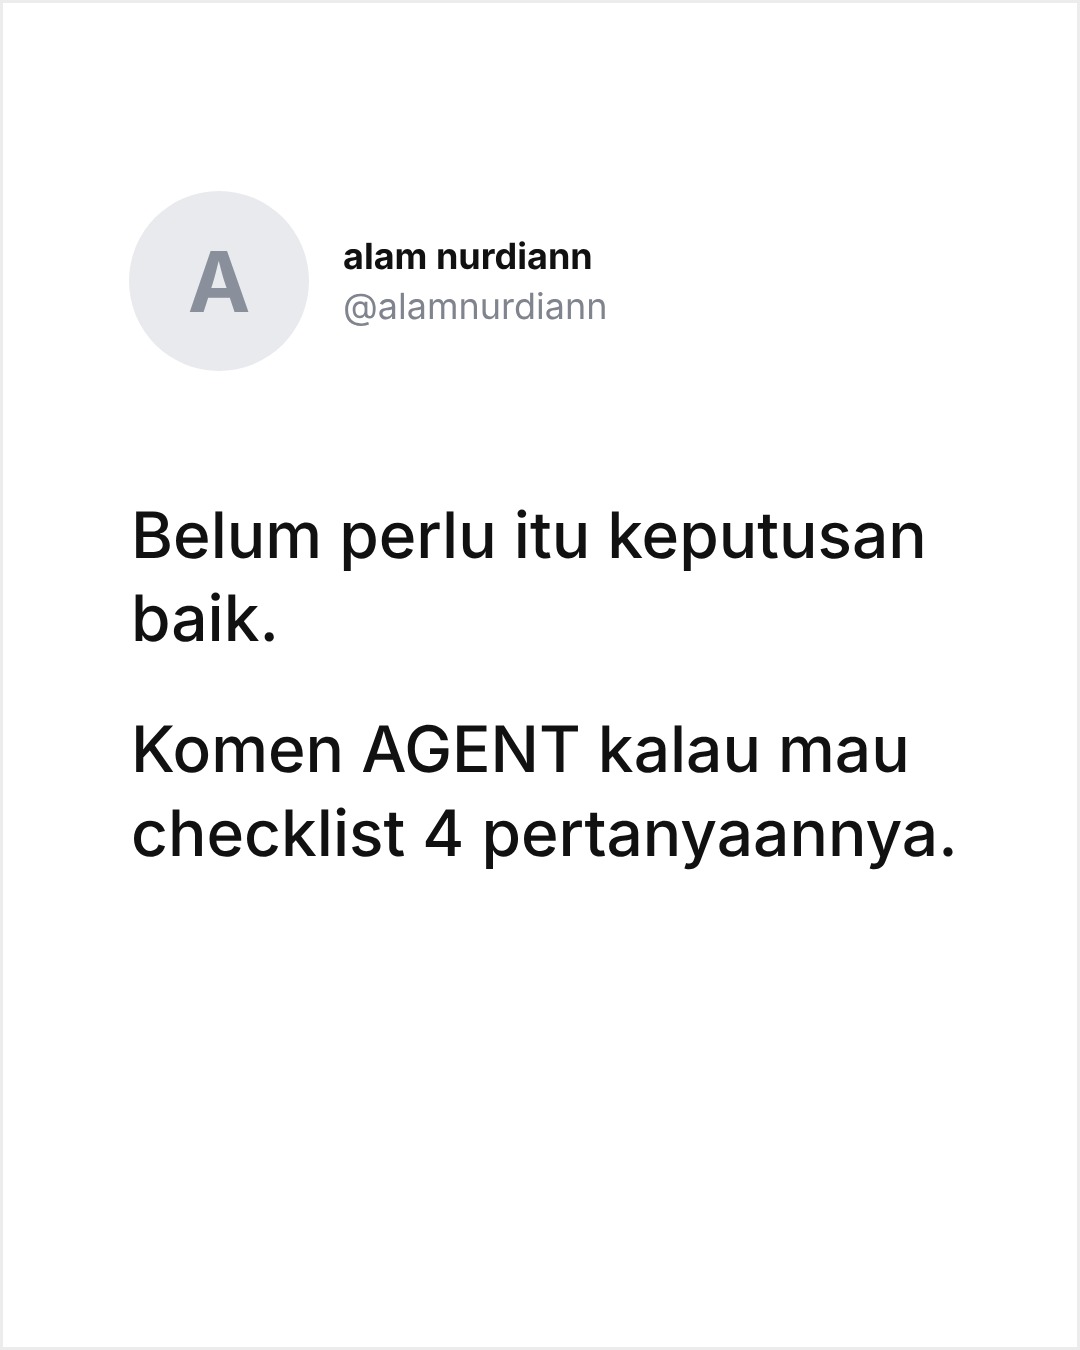 A
alam nurdiann
@alamnurdiann
Belum perlu itu keputusan
baik.
Komen AGENT kalau mau
checklist 4 pertanyaannya.